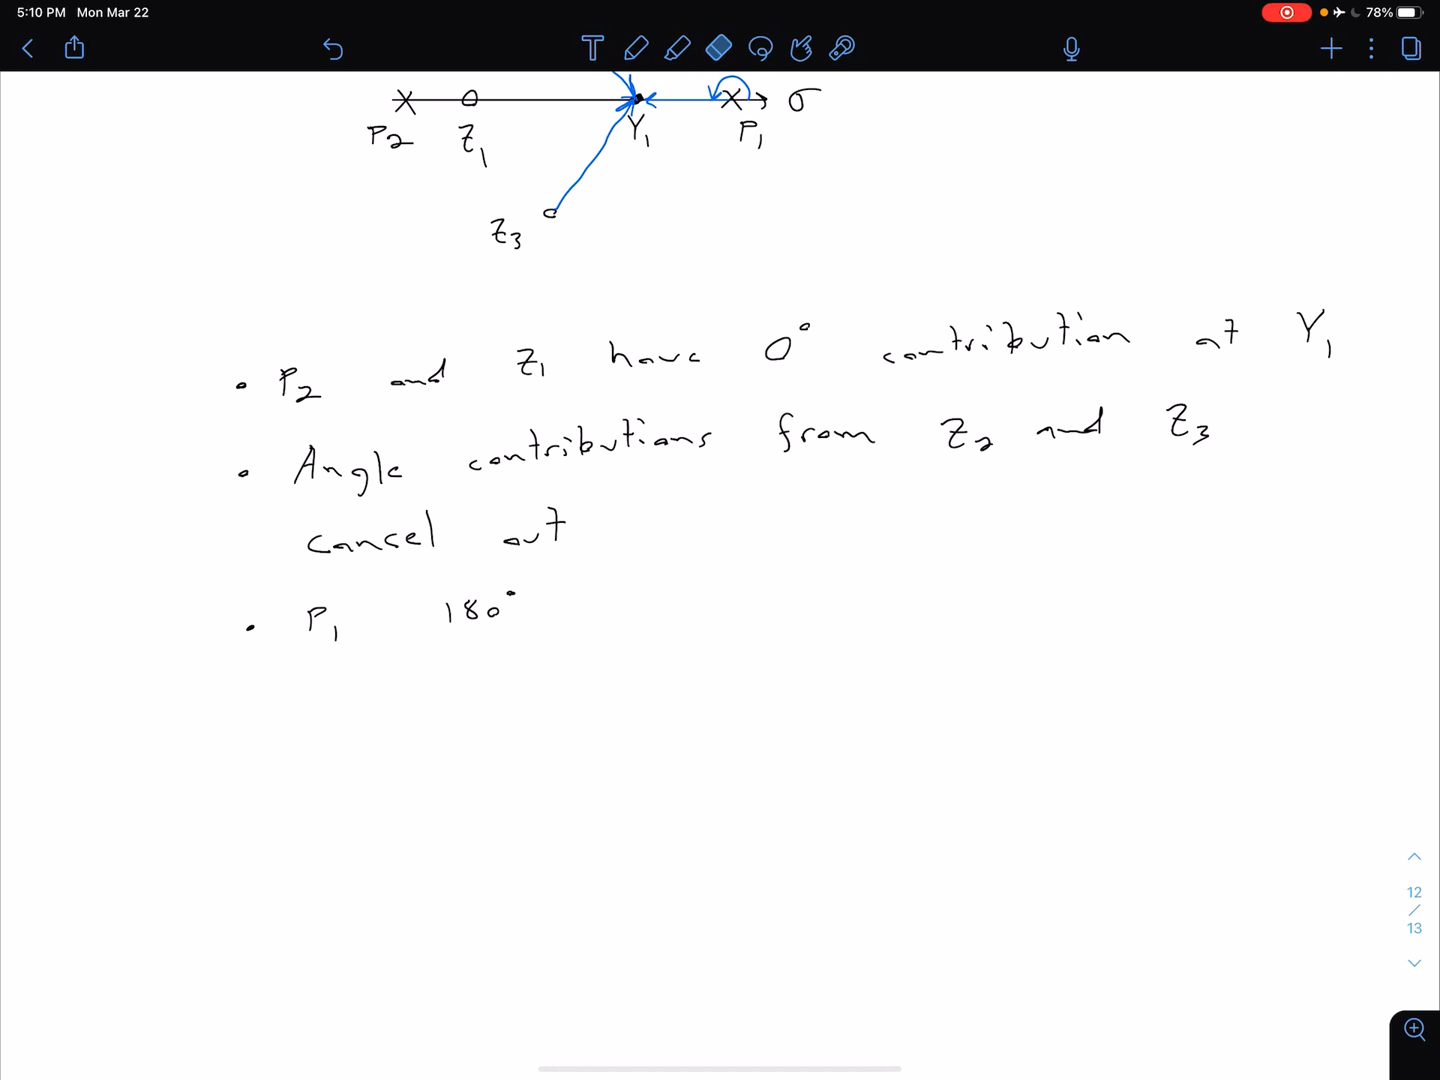 5:10 PM Mon Mar 22
78%
σ
P2 Z1 Y1 P1
Z3
• P2 and Z1 have 0° contribution at Y1
• Angle contributions from Z2 and Z3
cancel out
• P1 180°
12
/
13